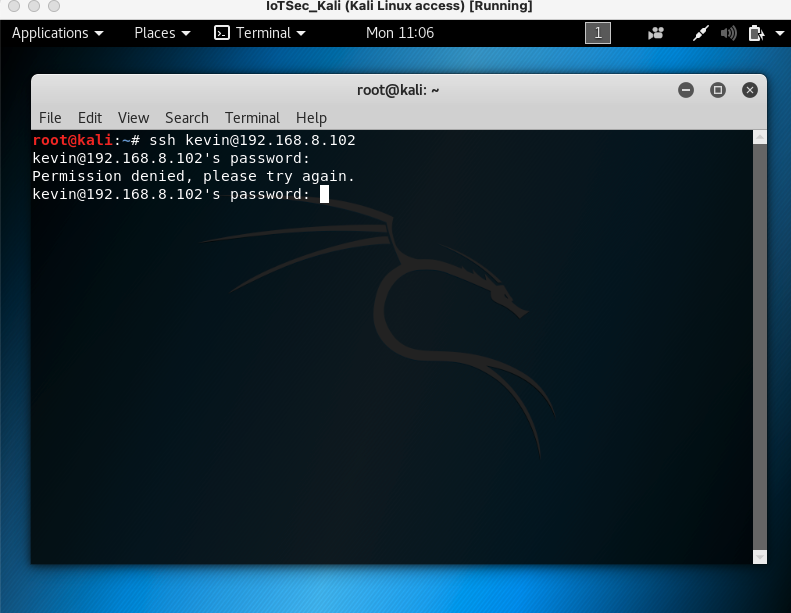 IoTSec_Kali (Kali Linux access) [Running]
Applications Places Terminal Mon 11:06 1
root@kali: ~
File Edit View Search Terminal Help
root@kali:~# ssh kevin@192.168.8.102
kevin@192.168.8.102's password:
Permission denied, please try again.
kevin@192.168.8.102's password: